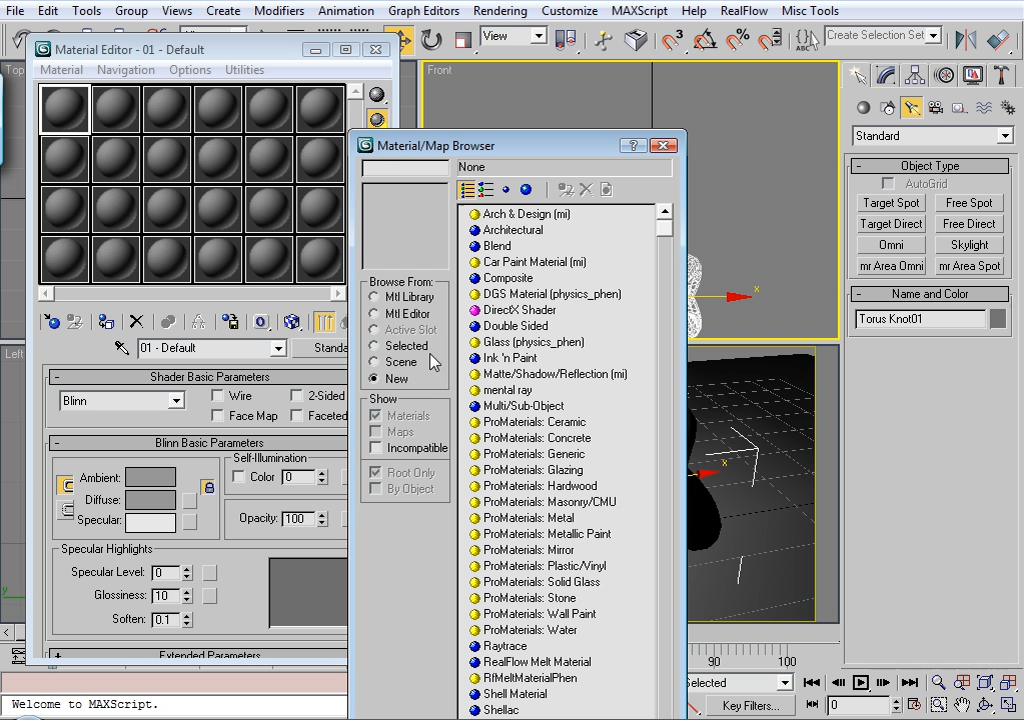 File Edit Tools Group Views Create Modifiers Animation Graph Editors Rendering Customize MAXScript Help RealFlow Misc Tools
View
3
%
ABC
Create Selection Set
Material Editor - 01 - Default
Material Navigation Options Utilities
Top
Front
Material/Map Browser
None
Standard
Object Type
AutoGrid
Target Spot Free Spot
Target Direct Free Direct
Omni Skylight
mr Area Omni mr Area Spot
Name and Color
Torus Knot01
Arch & Design (mi)
Architectural
Blend
Car Paint Material (mi)
Composite
DGS Material (physics_phen)
DirectX Shader
Double Sided
Glass (physics_phen)
Ink 'n Paint
Matte/Shadow/Reflection (mi)
mental ray
Multi/Sub-Object
ProMaterials: Ceramic
ProMaterials: Concrete
ProMaterials: Generic
ProMaterials: Glazing
ProMaterials: Hardwood
ProMaterials: Masonry/CMU
ProMaterials: Metal
ProMaterials: Metallic Paint
ProMaterials: Mirror
ProMaterials: Plastic/Vinyl
ProMaterials: Solid Glass
ProMaterials: Stone
ProMaterials: Wall Paint
ProMaterials: Water
Raytrace
RealFlow Melt Material
RfMeltMaterialPhen
Shell Material
Shellac
Browse From:
Mtl Library
Mtl Editor
Active Slot
Selected
Scene
New
Show
Materials
Maps
Incompatible
Root Only
By Object
x
x
Left
y
01 - Default
Standa
Shader Basic Parameters
Blinn
Wire 2-Sided
Face Map Faceted
Blinn Basic Parameters
Self-Illumination
Color 0
Ambient:
Diffuse:
Specular:
Opacity: 100
Specular Highlights
Specular Level: 0
Glossiness: 10
Soften: 0.1
Extended Parameters
90 100
Selected
Key Filters...
0
Welcome to MAXScript.